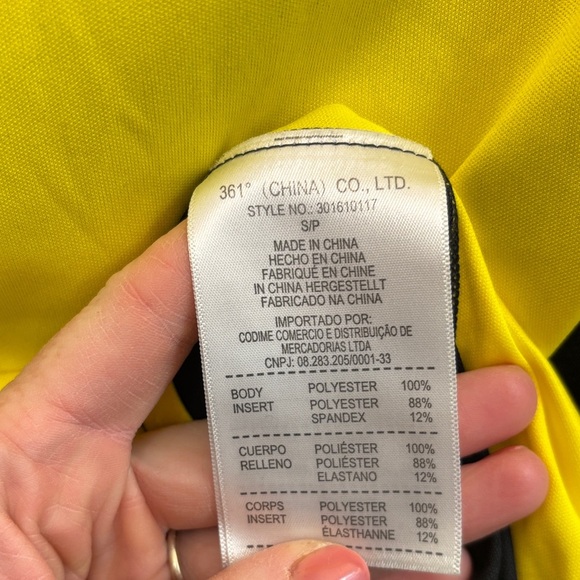 361° (CHINA) CO., LTD.
STYLE NO.: 301610117
S/P
MADE IN CHINA
HECHO EN CHINA
FABRIQUÉ EN CHINE
IN CHINA HERGESTELLT
FABRICADO NA CHINA
IMPORTADO POR:
CODIME COMERCIO E DISTRIBUIÇÃO DE
MERCADORIAS LTDA
CNPJ: 08.283.205/0001-33
BODY POLYESTER 100%
INSERT POLYESTER 88%
SPANDEX 12%
CUERPO POLIÉSTER 100%
RELLENO POLIÉSTER 88%
ELASTANO 12%
CORPS POLYESTER 100%
INSERT POLYESTER 88%
ÉLASTHANNE 12%